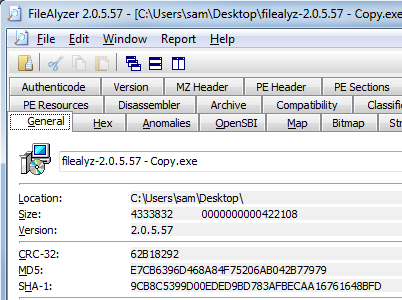 FileAlyzer 2.0.5.57 - [C:\Users\sam\Desktop\filealyz-2.0.5.57 - Copy.exe
File Edit Window Report Help
Authenticode Version MZ Header PE Header PE Sections
PE Resources Disassembler Archive Compatibility Classific
General Hex Anomalies OpenSBI Map Bitmap Str
filealyz-2.0.5.57 - Copy.exe
Location: C:\Users\sam\Desktop\
Size: 4333832 0000000000422108
Version: 2.0.5.57
CRC-32: 62B18292
MD5: E7CB6396D468A84F75206AB042B77979
SHA-1: 9CB8C5399D00EDED9BD783AFBECAA16761648BFD